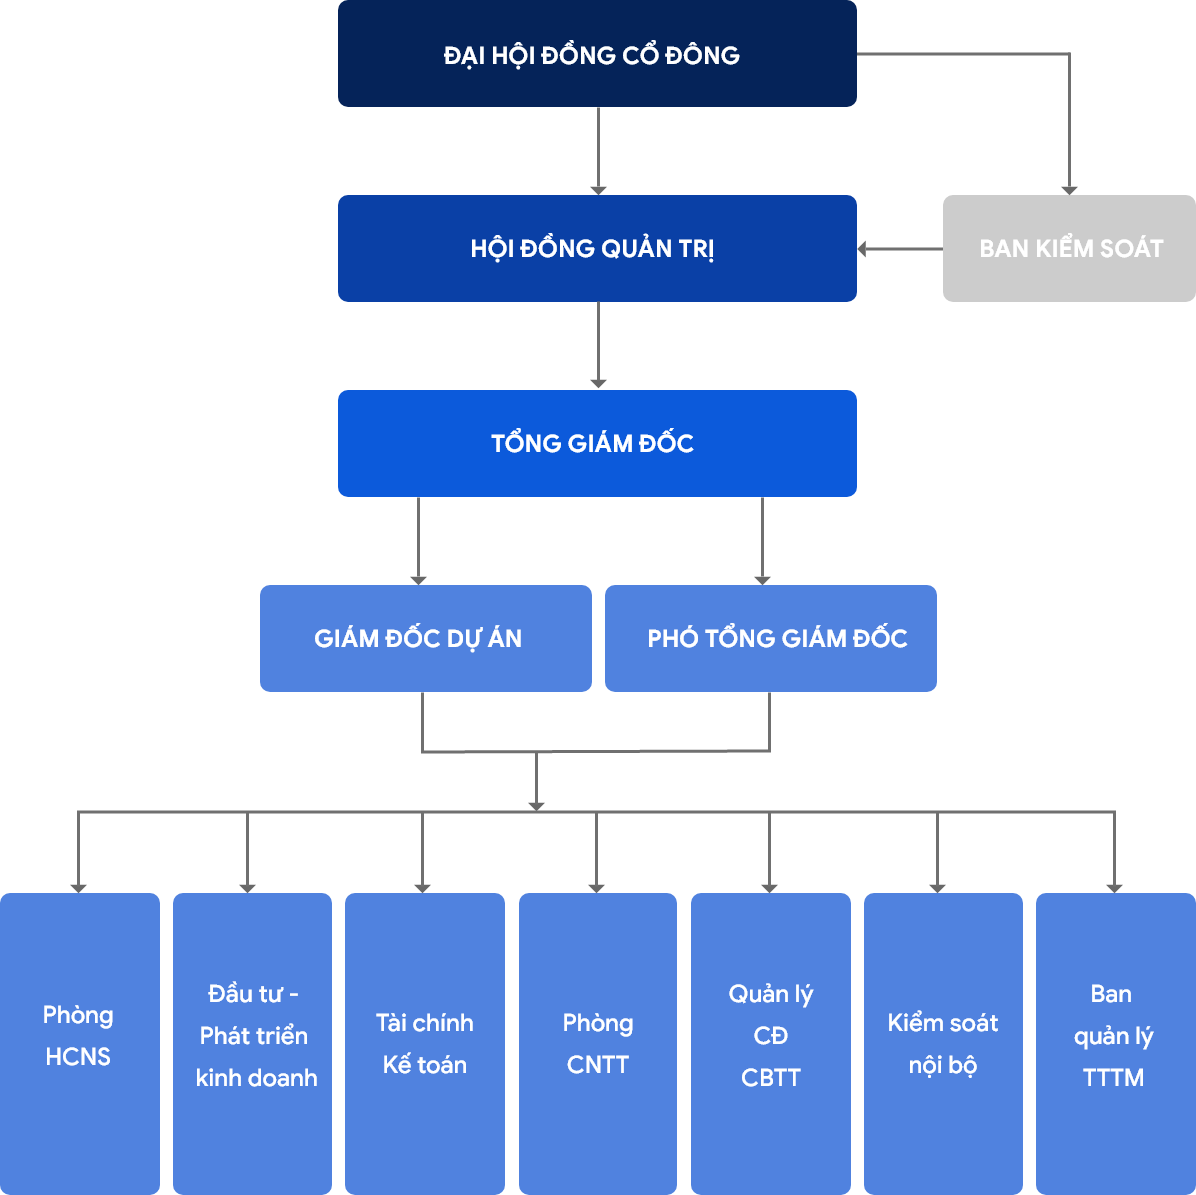 ĐẠI HỘI ĐỒNG CỔ ĐÔNG
HỘI ĐỒNG QUẢN TRỊ
BAN KIỂM SOÁT
TỔNG GIÁM ĐỐC
GIÁM ĐỐC DỰ ÁN
PHÓ TỔNG GIÁM ĐỐC
Phòng
HCNS
Đầu tư -
Phát triển
kinh doanh
Tài chính
Kế toán
Phòng
CNTT
Quản lý
CĐ
CBTT
Kiểm soát
nội bộ
Ban
quản lý
TTTM